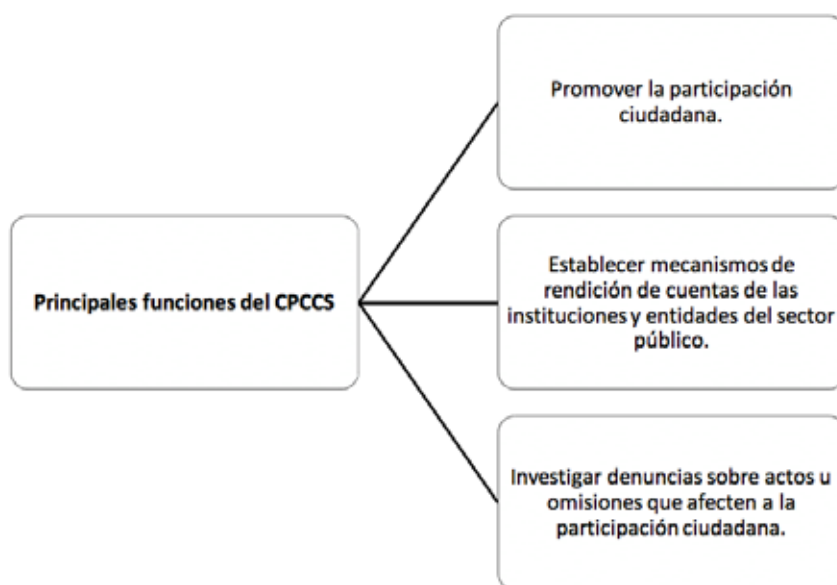 Principales funciones del CPCCS
Promover la participación
ciudadana.
Establecer mecanismos de
rendición de cuentas de las
instituciones y entidades del sector
público.
Investigar denuncias sobre actos u
omisiones que afecten a la
participación ciudadana.